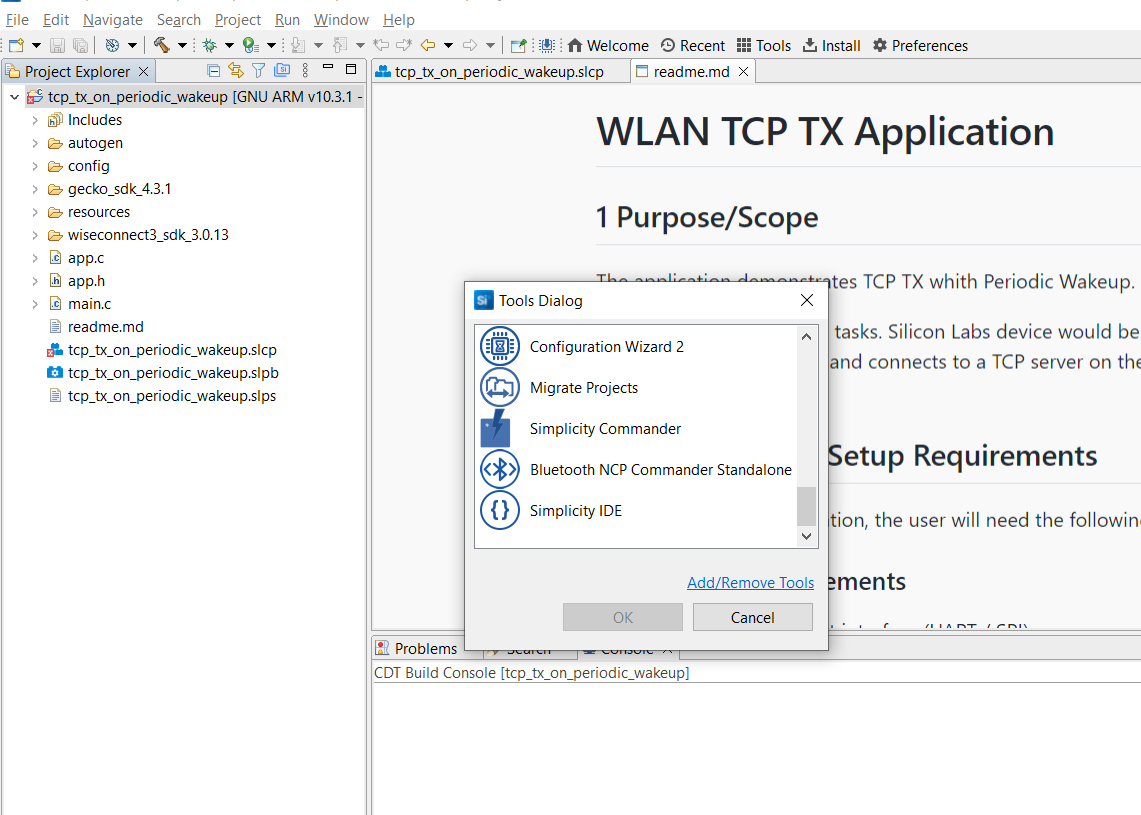 File Edit Navigate Search Project Run Window Help
Welcome Recent Tools Install Preferences
Project Explorer
tcp_tx_on_periodic_wakeup.slcp readme.md
tcp_tx_on_periodic_wakeup [GNU ARM v10.3.1 -
Includes
autogen
config
gecko_sdk_4.3.1
resources
wiseconnect3_sdk_3.0.13
app.c
app.h
main.c
readme.md
tcp_tx_on_periodic_wakeup.slcp
tcp_tx_on_periodic_wakeup.slpb
tcp_tx_on_periodic_wakeup.slps
WLAN TCP TX Application
1 Purpose/Scope
The application demonstrates TCP TX whith Periodic Wakeup.
tasks. Silicon Labs device would be
and connects to a TCP server on the
Setup Requirements
tion, the user will need the following
ements
(UART / SPI)
Si Tools Dialog
Configuration Wizard 2
Migrate Projects
Simplicity Commander
Bluetooth NCP Commander Standalone
Simplicity IDE
Add/Remove Tools
OK Cancel
Problems Search Console
CDT Build Console [tcp_tx_on_periodic_wakeup]